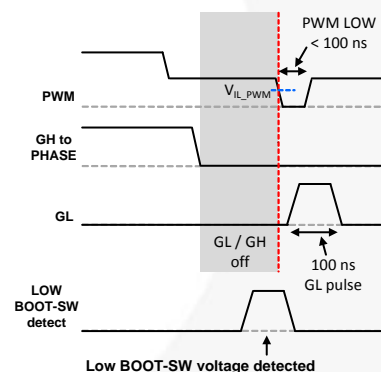 PWM LOW
< 100 ns
PWM
VIL_PWM
GH to
PHASE
GL
GL / GH
off
100 ns
GL pulse
LOW
BOOT-SW
detect
Low BOOT-SW voltage detected